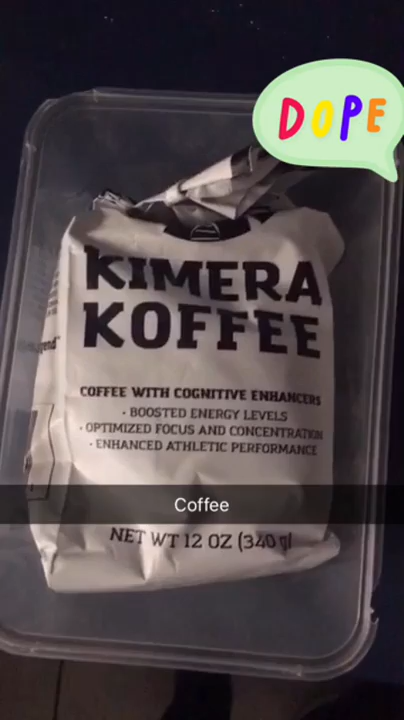 DOPE
KIMERA
KOFFEE
COFFEE WITH COGNITIVE ENHANCERS
· BOOSTED ENERGY LEVELS
· OPTIMIZED FOCUS AND CONCENTRATION
· ENHANCED ATHLETIC PERFORMANCE
Coffee
NET WT 12 OZ (340 g)